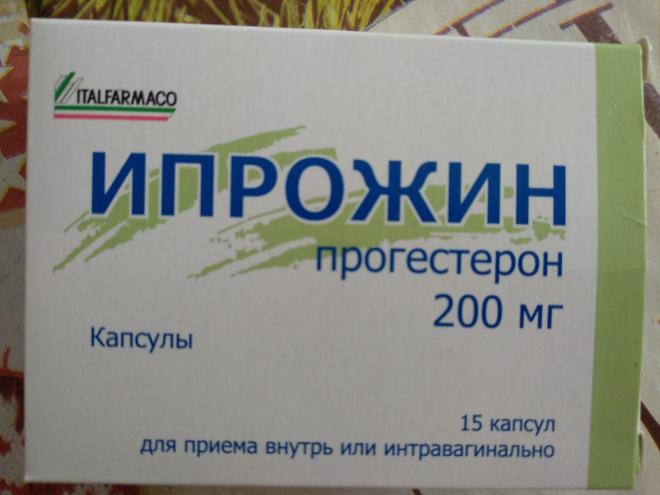 ITALFARMACO
ИПРОЖИН
прогестерон
200 мг
Капсулы
15 капсул
для приема внутрь или интравагинально